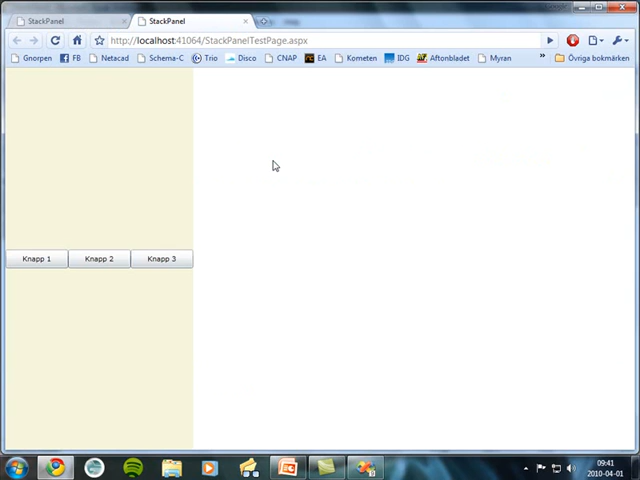 StackPanel
StackPanel
http://localhost:41064/StackPanelTestPage.aspx
Gnorpen FB Netacad Schema-C Trio Disco CNAP EA Kometen IDG Aftonbladet Myran » Övriga bokmärken
Knapp 1 Knapp 2 Knapp 3
09:41
2010-04-01